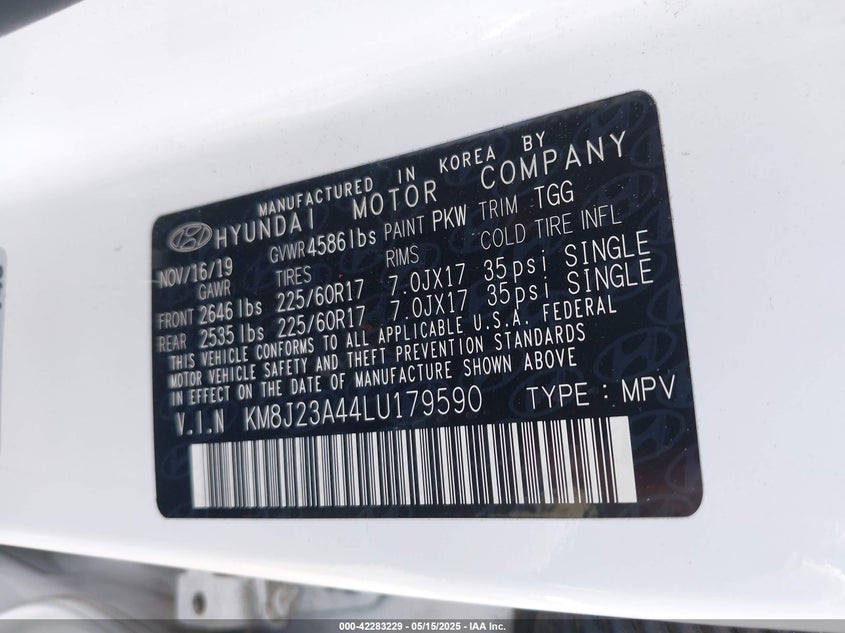 MANUFACTURED IN KOREA BY
HYUNDAI MOTOR COMPANY
NOV/16/19 GVWR 4586lbs PAINT PKW TRIM TGG
GAWR TIRES RIMS COLD TIRE INFL
FRONT 2646 lbs 225/60R17 7.0JX17 35psi SINGLE
REAR 2535 lbs 225/60R17 7.0JX17 35psi SINGLE
THIS VEHICLE CONFORMS TO ALL APPLICABLE U.S.A. FEDERAL
MOTOR VEHICLE SAFETY AND THEFT PREVENTION STANDARDS
IN EFFECT ON THE DATE OF MANUFACTURE SHOWN ABOVE
V.I.N KM8J23A44LU179590 TYPE : MPV
000-42283229 - 05/15/2025 - IAA Inc.